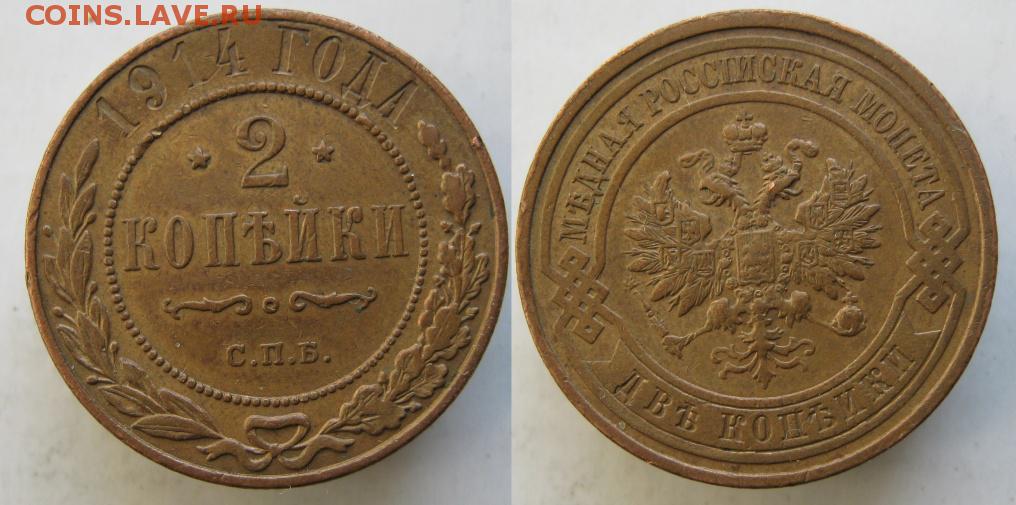 COINS.LAVE.RU
1914 ГОДА
2
КОПѢЙКИ
С.П.Б.
МѢДНАЯ РОССІЙСКАЯ МОНЕТА
ДВѢ КОПѢЙКИ